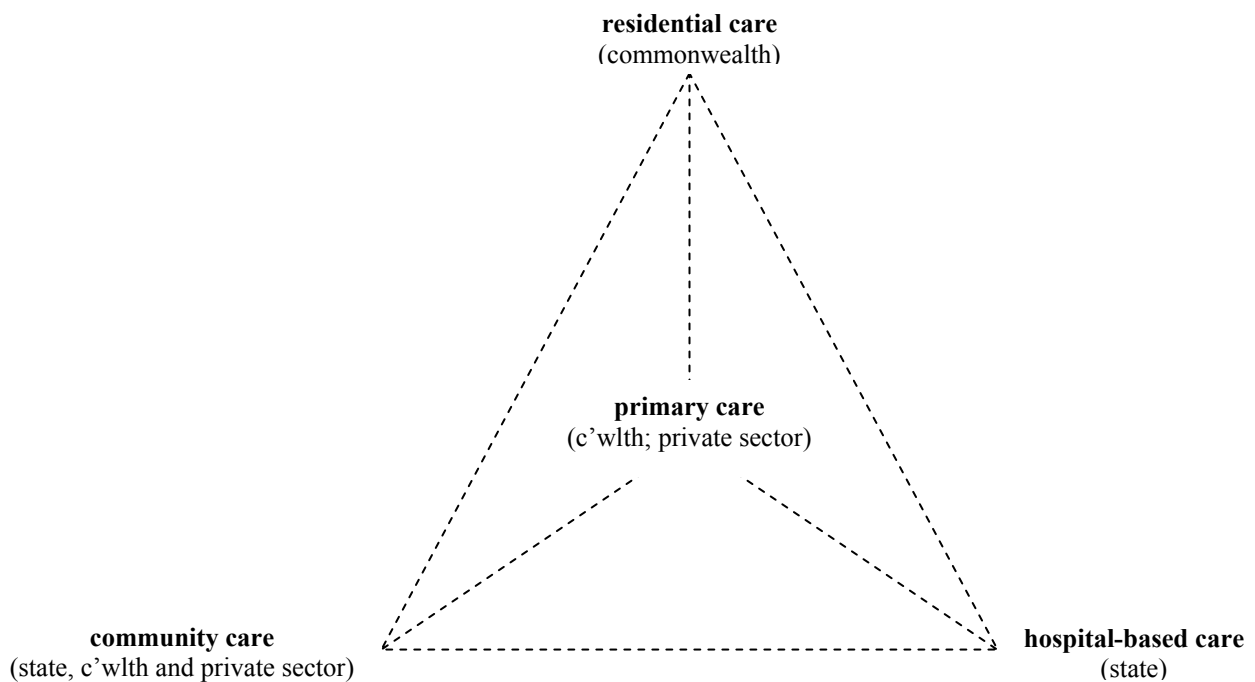 residential care
(commonwealth)
primary care
(c’wlth; private sector)
community care
(state, c’wlth and private sector)
hospital-based care
(state)